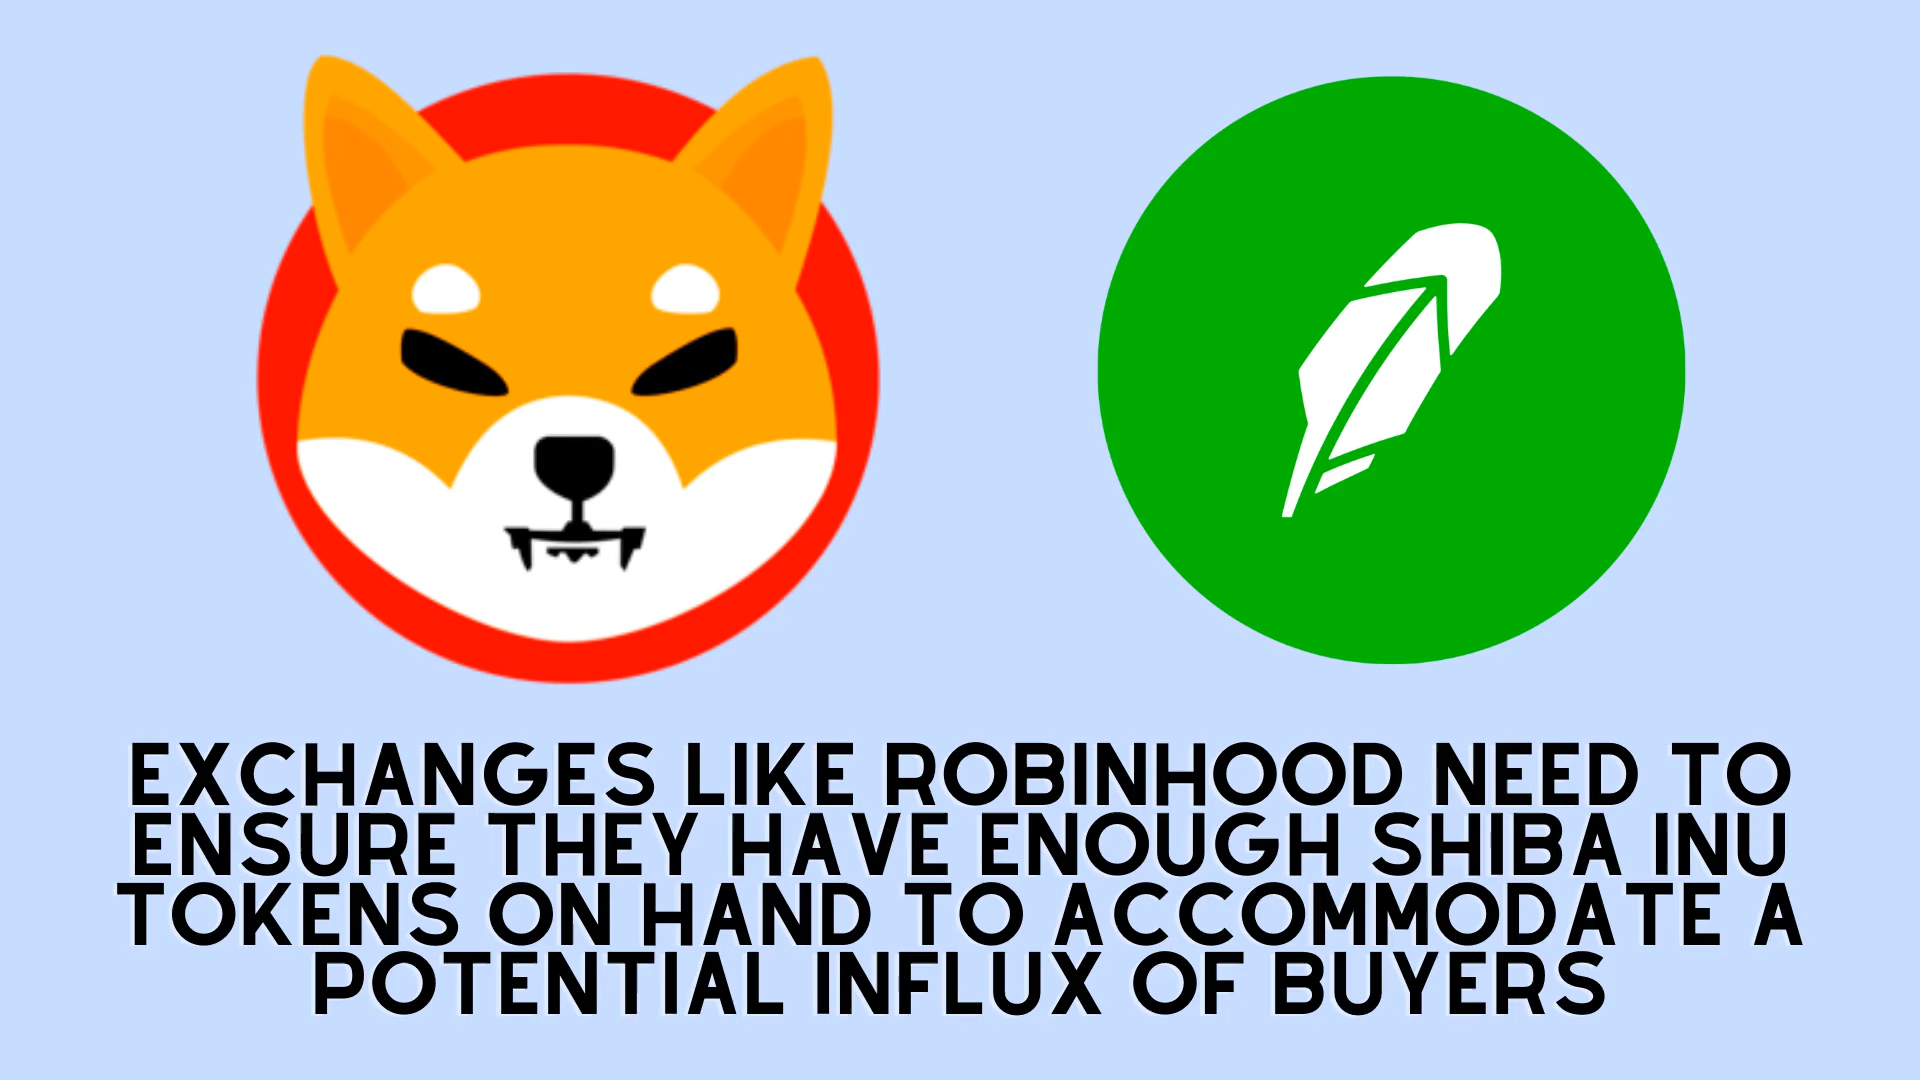 EXCHANGES LIKE ROBINHOOD NEED TO
ENSURE THEY HAVE ENOUGH SHIBA INU
TOKENS ON HAND TO ACCOMMODATE A
POTENTIAL INFLUX OF BUYERS